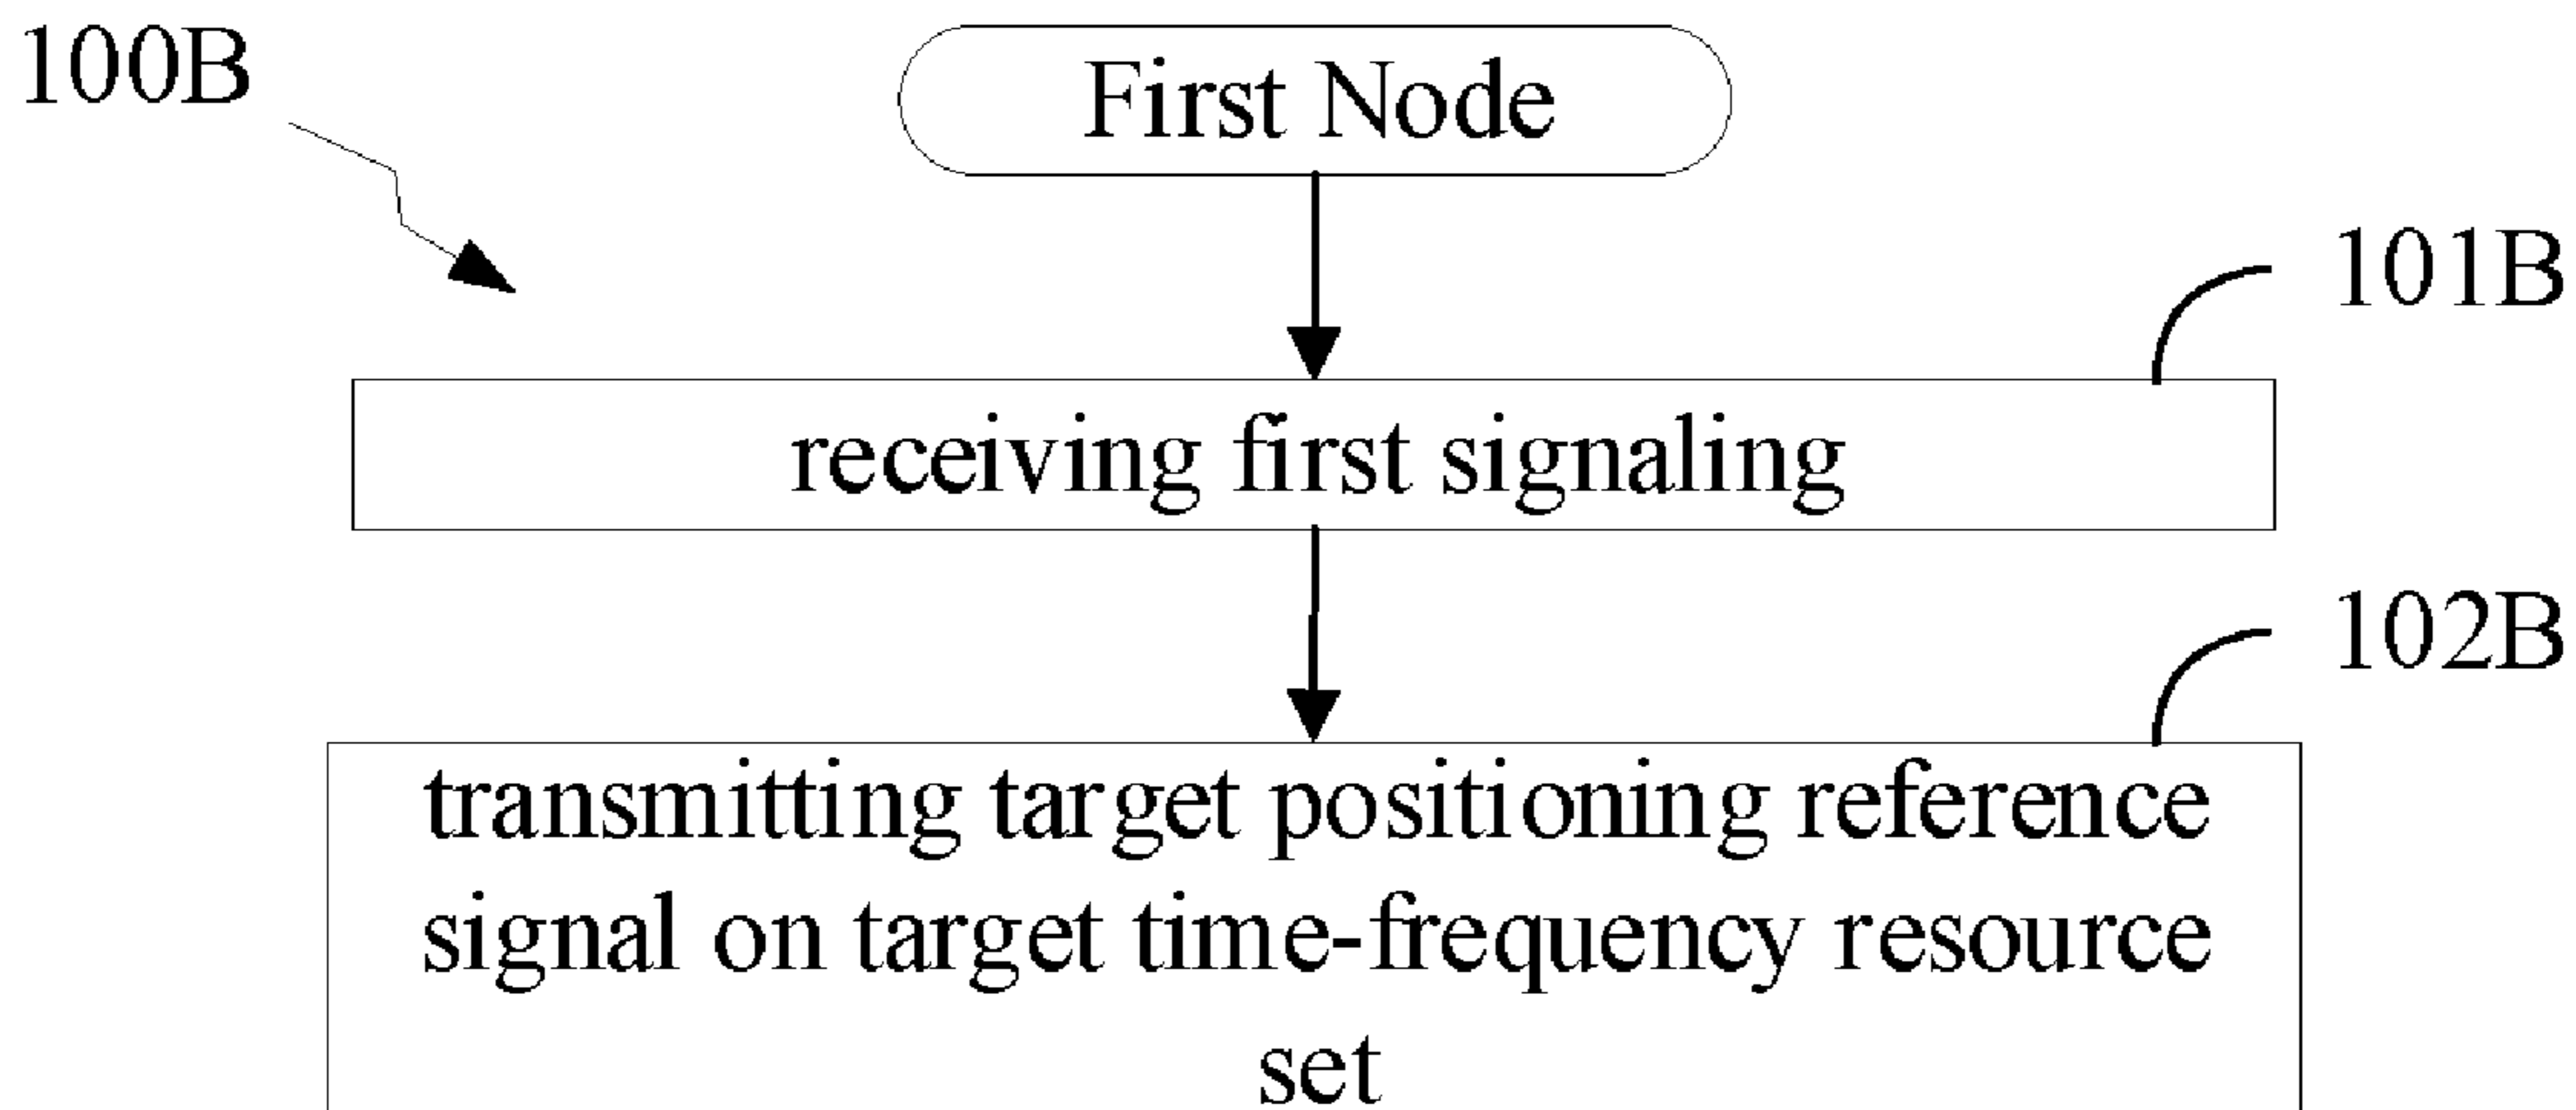 100B
First Node
101B
receiving first signaling
102B
transmitting target positioning reference
signal on target time-frequency resource
set